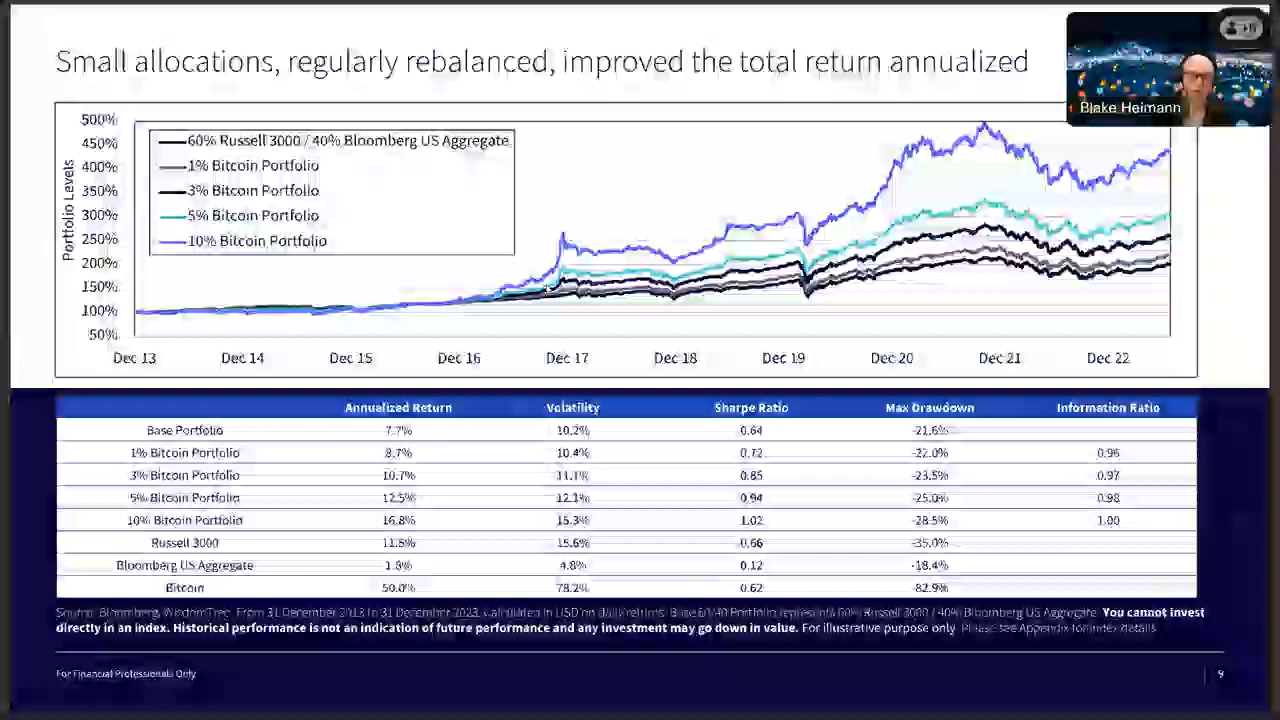 Small allocations, regularly rebalanced, improved the total return annualized
Blake Heimann
500%
450%
400%
350%
300%
250%
200%
150%
100%
50%
Portfolio Levels
60% Russell 3000 / 40% Bloomberg US Aggregate
1% Bitcoin Portfolio
3% Bitcoin Portfolio
5% Bitcoin Portfolio
10% Bitcoin Portfolio
Dec 13 Dec 14 Dec 15 Dec 16 Dec 17 Dec 18 Dec 19 Dec 20 Dec 21 Dec 22
Annualized Return Volatility Sharpe Ratio Max Drawdown Information Ratio
Base Portfolio 7.7% 10.2% 0.64 -21.6%
1% Bitcoin Portfolio 8.7% 10.4% 0.72 -22.0% 0.96
3% Bitcoin Portfolio 10.7% 11.1% 0.85 -23.5% 0.97
5% Bitcoin Portfolio 12.5% 12.1% 0.94 -25.0% 0.98
10% Bitcoin Portfolio 16.8% 15.3% 1.02 -28.5% 1.00
Russell 3000 11.5% 15.6% 0.66 -35.0%
Bloomberg US Aggregate 1.8% 4.8% 0.12 -18.4%
Bitcoin 50.0% 78.2% 0.62 -82.9%
Source: Bloomberg, WisdomTree. From 31 December 2013 to 31 December 2023. Calculated in USD on daily returns. Base 60/40 Portfolio represents 60% Russell 3000 / 40% Bloomberg US Aggregate. You cannot invest
directly in an index. Historical performance is not an indication of future performance and any investment may go down in value. For illustrative purpose only. Please see Appendix for index details
For Financial Professionals Only
9